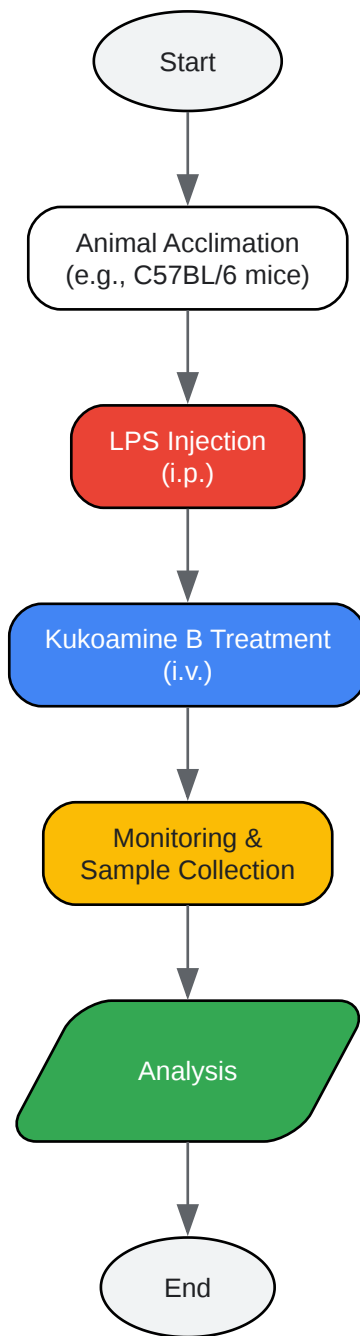 Start
Animal Acclimation
(e.g., C57BL/6 mice)
LPS Injection
(i.p.)
Kukoamine B Treatment
(i.v.)
Monitoring &
Sample Collection
Analysis
End